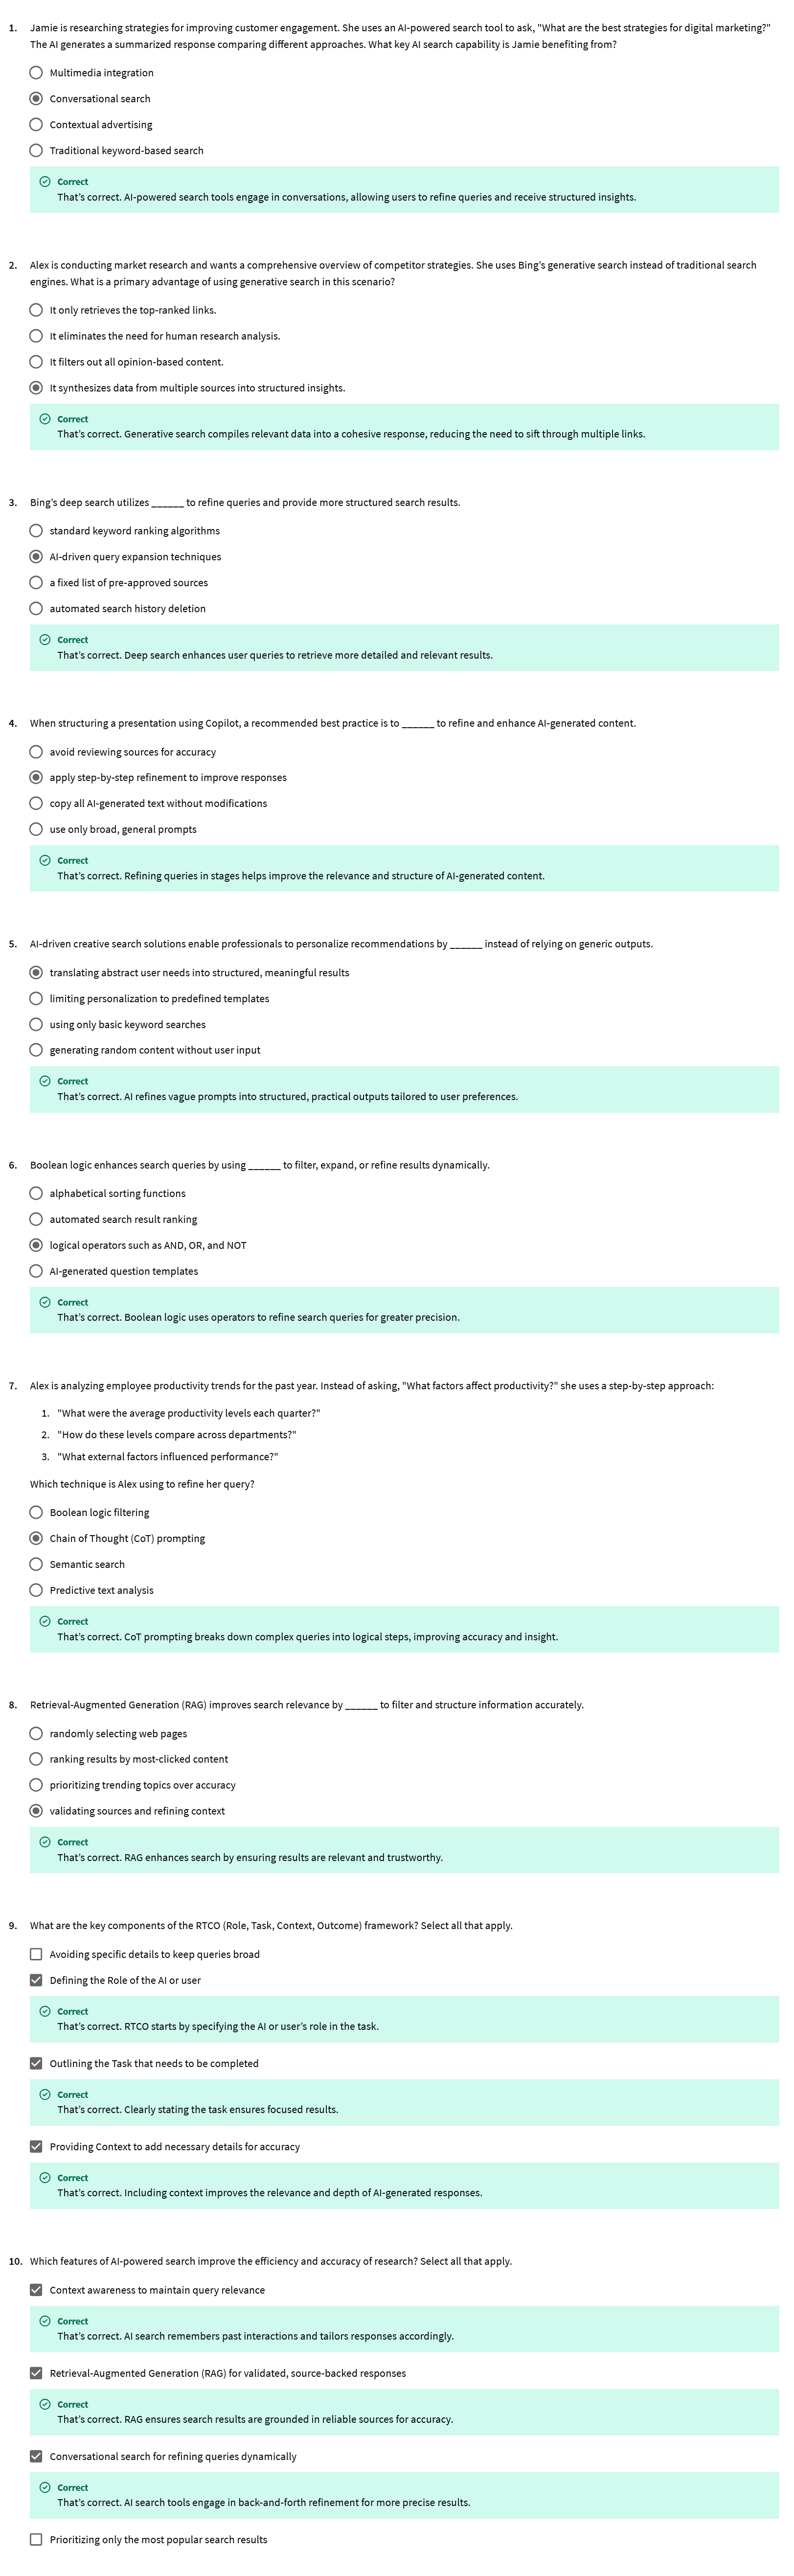 1. Jamie is researching strategies for improving customer engagement. She uses an AI-powered search tool to ask, "What are the best strategies for digital marketing?"
The AI generates a summarized response comparing different approaches. What key AI search capability is Jamie benefiting from?
Multimedia integration
Conversational search
Contextual advertising
Traditional keyword-based search
Correct
That's correct. AI-powered search tools engage in conversations, allowing users to refine queries and receive structured insights.
2. Alex is conducting market research and wants a comprehensive overview of competitor strategies. She uses Bing's generative search instead of traditional search
engines. What is a primary advantage of using generative search in this scenario?
It only retrieves the top-ranked links.
It eliminates the need for human research analysis.
It filters out all opinion-based content.
It synthesizes data from multiple sources into structured insights.
Correct
That's correct. Generative search compiles relevant data into a cohesive response, reducing the need to sift through multiple links.
3. Bing's deep search utilizes ______ to refine queries and provide more structured search results.
standard keyword ranking algorithms
AI-driven query expansion techniques
a fixed list of pre-approved sources
automated search history deletion
Correct
That's correct. Deep search enhances user queries to retrieve more detailed and relevant results.
4. When structuring a presentation using Copilot, a recommended best practice is to ______ to refine and enhance AI-generated content.
avoid reviewing sources for accuracy
apply step-by-step refinement to improve responses
copy all AI-generated text without modifications
use only broad, general prompts
Correct
That's correct. Refining queries in stages helps improve the relevance and structure of AI-generated content.
5. AI-driven creative search solutions enable professionals to personalize recommendations by ______ instead of relying on generic outputs.
translating abstract user needs into structured, meaningful results
limiting personalization to predefined templates
using only basic keyword searches
generating random content without user input
Correct
That's correct. AI refines vague prompts into structured, practical outputs tailored to user preferences.
6. Boolean logic enhances search queries by using ______ to filter, expand, or refine results dynamically.
alphabetical sorting functions
automated search result ranking
logical operators such as AND, OR, and NOT
AI-generated question templates
Correct
That's correct. Boolean logic uses operators to refine search queries for greater precision.
7. Alex is analyzing employee productivity trends for the past year. Instead of asking, "What factors affect productivity?" she uses a step-by-step approach:
1. "What were the average productivity levels each quarter?"
2. "How do these levels compare across departments?"
3. "What external factors influenced performance?"
Which technique is Alex using to refine her query?
Boolean logic filtering
Chain of Thought (CoT) prompting
Semantic search
Predictive text analysis
Correct
That's correct. CoT prompting breaks down complex queries into logical steps, improving accuracy and insight.
8. Retrieval-Augmented Generation (RAG) improves search relevance by ______ to filter and structure information accurately.
randomly selecting web pages
ranking results by most-clicked content
prioritizing trending topics over accuracy
validating sources and refining context
Correct
That's correct. RAG enhances search by ensuring results are relevant and trustworthy.
9. What are the key components of the RTCO (Role, Task, Context, Outcome) framework? Select all that apply.
Avoiding specific details to keep queries broad
Defining the Role of the AI or user
Correct
That's correct. RTCO starts by specifying the AI or user's role in the task.
Outlining the Task that needs to be completed
Correct
That's correct. Clearly stating the task ensures focused results.
Providing Context to add necessary details for accuracy
Correct
That's correct. Including context improves the relevance and depth of AI-generated responses.
10. Which features of AI-powered search improve the efficiency and accuracy of research? Select all that apply.
Context awareness to maintain query relevance
Correct
That's correct. AI search remembers past interactions and tailors responses accordingly.
Retrieval-Augmented Generation (RAG) for validated, source-backed responses
Correct
That's correct. RAG ensures search results are grounded in reliable sources for accuracy.
Conversational search for refining queries dynamically
Correct
That's correct. AI search tools engage in back-and-forth refinement for more precise results.
Prioritizing only the most popular search results